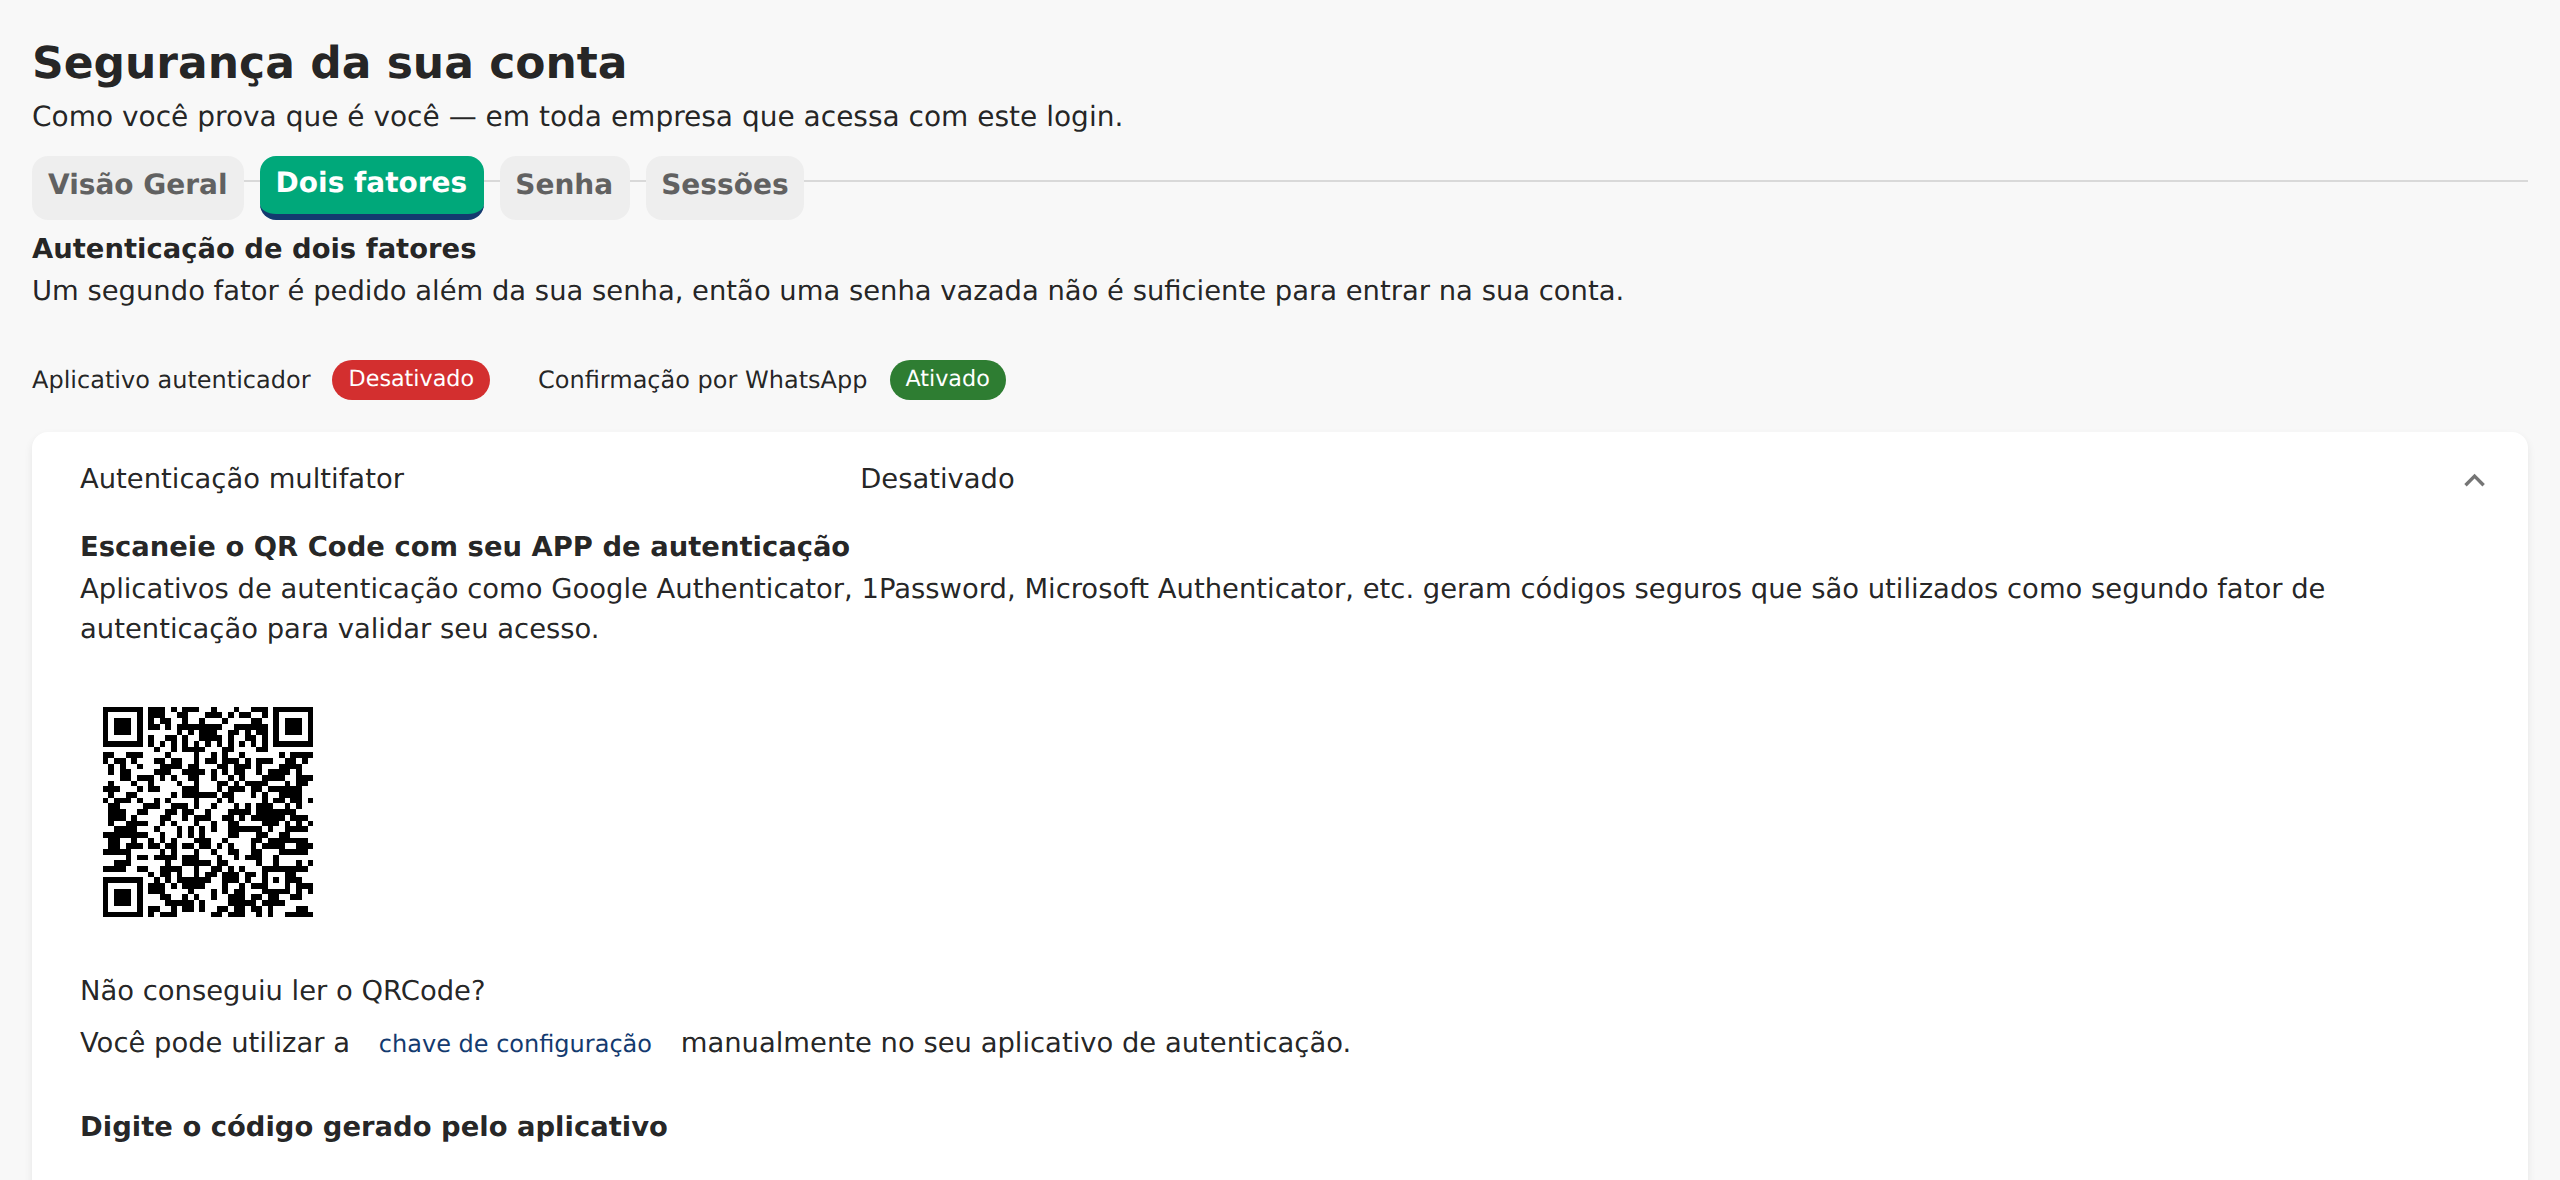 Segurança da sua conta
Como você prova que é você — em toda empresa que acessa com este login.
Visão Geral
Dois fatores
Senha
Sessões
Autenticação de dois fatores
Um segundo fator é pedido além da sua senha, então uma senha vazada não é suficiente para entrar na sua conta.
Aplicativo autenticador Desativado Confirmação por WhatsApp Ativado
Autenticação multifator Desativado
Escaneie o QR Code com seu APP de autenticação
Aplicativos de autenticação como Google Authenticator, 1Password, Microsoft Authenticator, etc. geram códigos seguros que são utilizados como segundo fator de
autenticação para validar seu acesso.
Não conseguiu ler o QRCode?
Você pode utilizar a chave de configuração manualmente no seu aplicativo de autenticação.
Digite o código gerado pelo aplicativo